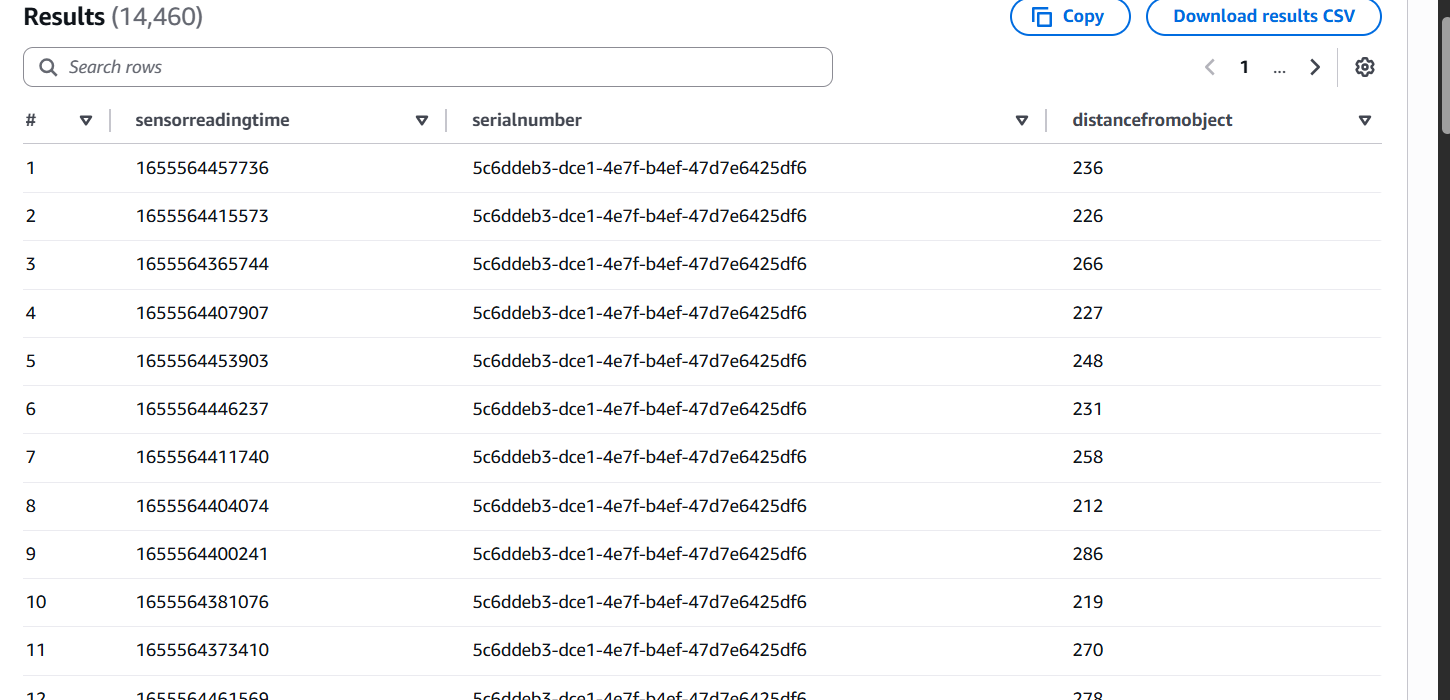 Results (14,460) Copy Download results CSV
Search rows 1 ...
# sensorreadingtime serialnumber distancefromobject
1 1655564457736 5c6ddeb3-dce1-4e7f-b4ef-47d7e6425df6 236
2 1655564415573 5c6ddeb3-dce1-4e7f-b4ef-47d7e6425df6 226
3 1655564365744 5c6ddeb3-dce1-4e7f-b4ef-47d7e6425df6 266
4 1655564407907 5c6ddeb3-dce1-4e7f-b4ef-47d7e6425df6 227
5 1655564453903 5c6ddeb3-dce1-4e7f-b4ef-47d7e6425df6 248
6 1655564446237 5c6ddeb3-dce1-4e7f-b4ef-47d7e6425df6 231
7 1655564411740 5c6ddeb3-dce1-4e7f-b4ef-47d7e6425df6 258
8 1655564404074 5c6ddeb3-dce1-4e7f-b4ef-47d7e6425df6 212
9 1655564400241 5c6ddeb3-dce1-4e7f-b4ef-47d7e6425df6 286
10 1655564381076 5c6ddeb3-dce1-4e7f-b4ef-47d7e6425df6 219
11 1655564373410 5c6ddeb3-dce1-4e7f-b4ef-47d7e6425df6 270
12 1655564461569 5c6ddeb3-dce1-4e7f-b4ef-47d7e6425df6 278